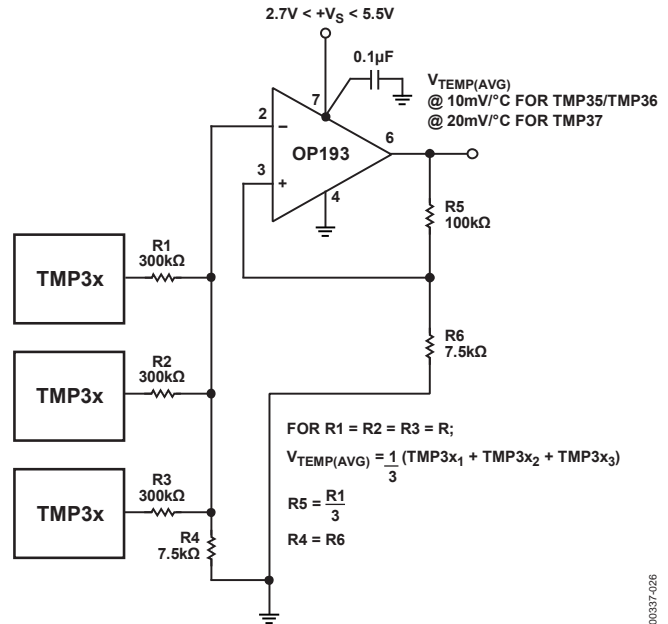 2.7V < +VS < 5.5V
0.1µF
VTEMP(AVG)
@ 10mV/°C FOR TMP35/TMP36
@ 20mV/°C FOR TMP37
7
2
–
OP193
6
3
+
4
R5
100kΩ
R1
300kΩ
TMP3x
R2
300kΩ
TMP3x
R6
7.5kΩ
FOR R1 = R2 = R3 = R;
VTEMP(AVG) = 1/3 (TMP3x1 + TMP3x2 + TMP3x3)
R3
300kΩ
TMP3x
R5 = R1/3
R4
7.5kΩ
R4 = R6
00337-026